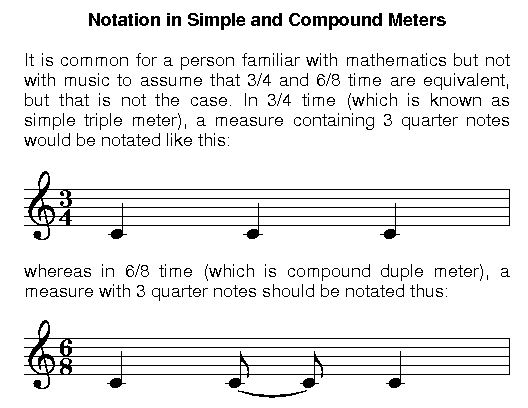 Notation in Simple and Compound Meters
It is common for a person familiar with mathematics but not
with music to assume that 3/4 and 6/8 time are equivalent,
but that is not the case. In 3/4 time (which is known as
simple triple meter), a measure containing 3 quarter notes
would be notated like this:
3
4
whereas in 6/8 time (which is compound duple meter), a
measure with 3 quarter notes should be notated thus:
6
8